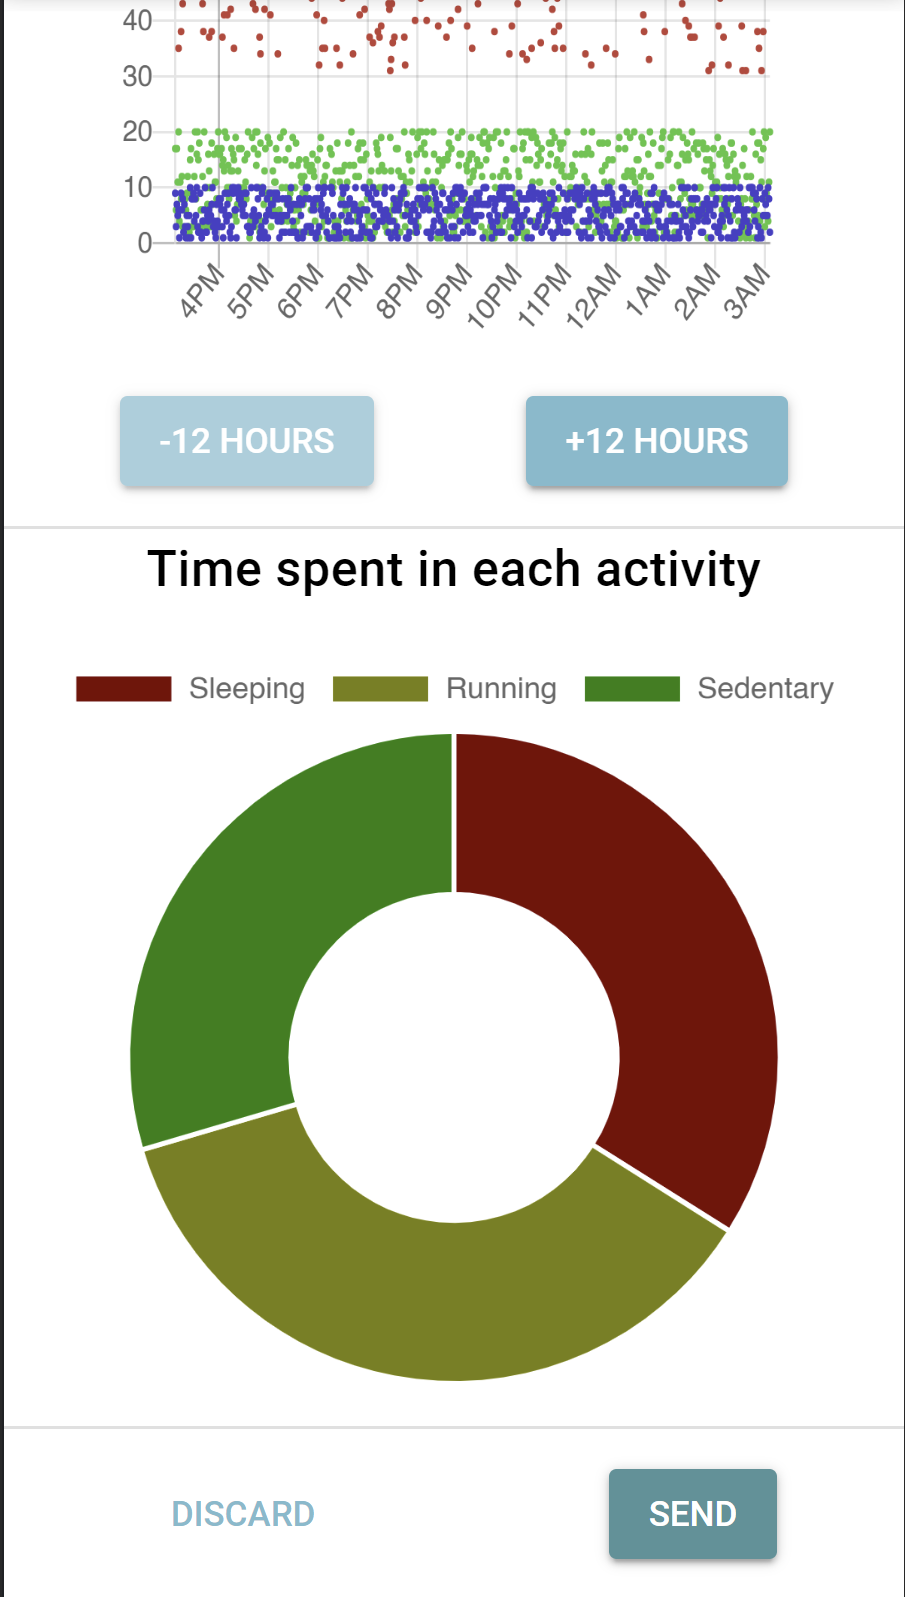 40
30
20
10
0
4PM 5PM 6PM 7PM 8PM 9PM 10PM 11PM 12AM 1AM 2AM 3AM
-12 HOURS +12 HOURS
Time spent in each activity
Sleeping Running Sedentary
DISCARD SEND